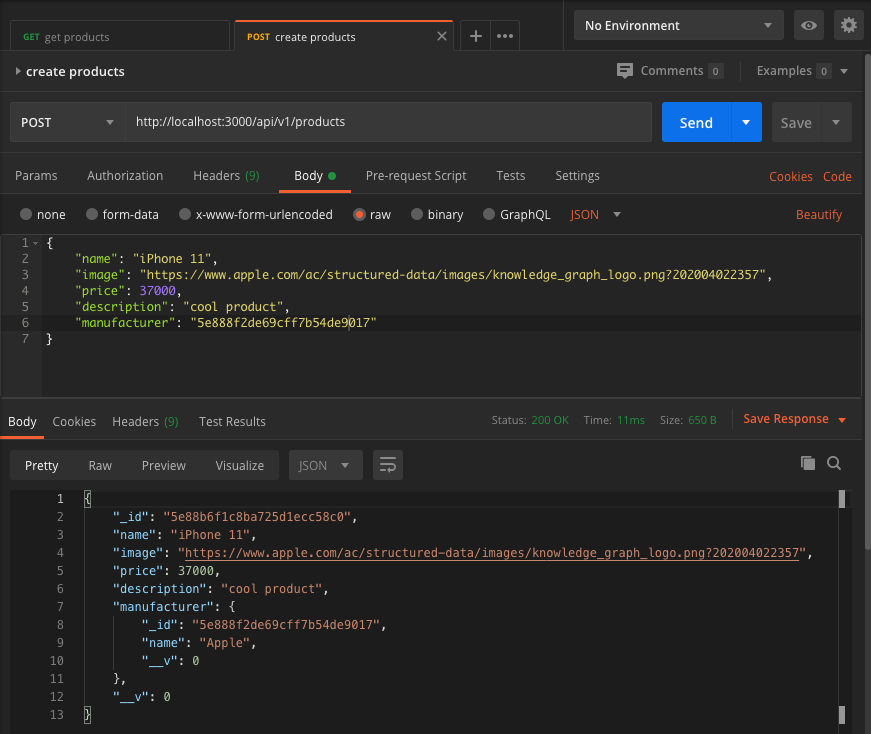 GET get products
POST create products
No Environment
create products
Comments 0
Examples 0
POST
http://localhost:3000/api/v1/products
Send
Save
Params
Authorization
Headers (9)
Body
Pre-request Script
Tests
Settings
Cookies
Code
none
form-data
x-www-form-urlencoded
raw
binary
GraphQL
JSON
Beautify
1 {
2 "name": "iPhone 11",
3 "image": "https://www.apple.com/ac/structured-data/images/knowledge_graph_logo.png?202004022357",
4 "price": 37000,
5 "description": "cool product",
6 "manufacturer": "5e888f2de69cff7b54de9017"
7 }
Body
Cookies
Headers (9)
Test Results
Status: 200 OK
Time: 11ms
Size: 650 B
Save Response
Pretty
Raw
Preview
Visualize
JSON
1 {
2 "_id": "5e88b6f1c8ba725d1ecc58c0",
3 "name": "iPhone 11",
4 "image": "https://www.apple.com/ac/structured-data/images/knowledge_graph_logo.png?202004022357",
5 "price": 37000,
6 "description": "cool product",
7 "manufacturer": {
8 "_id": "5e888f2de69cff7b54de9017",
9 "name": "Apple",
10 "__v": 0
11 },
12 "__v": 0
13 }